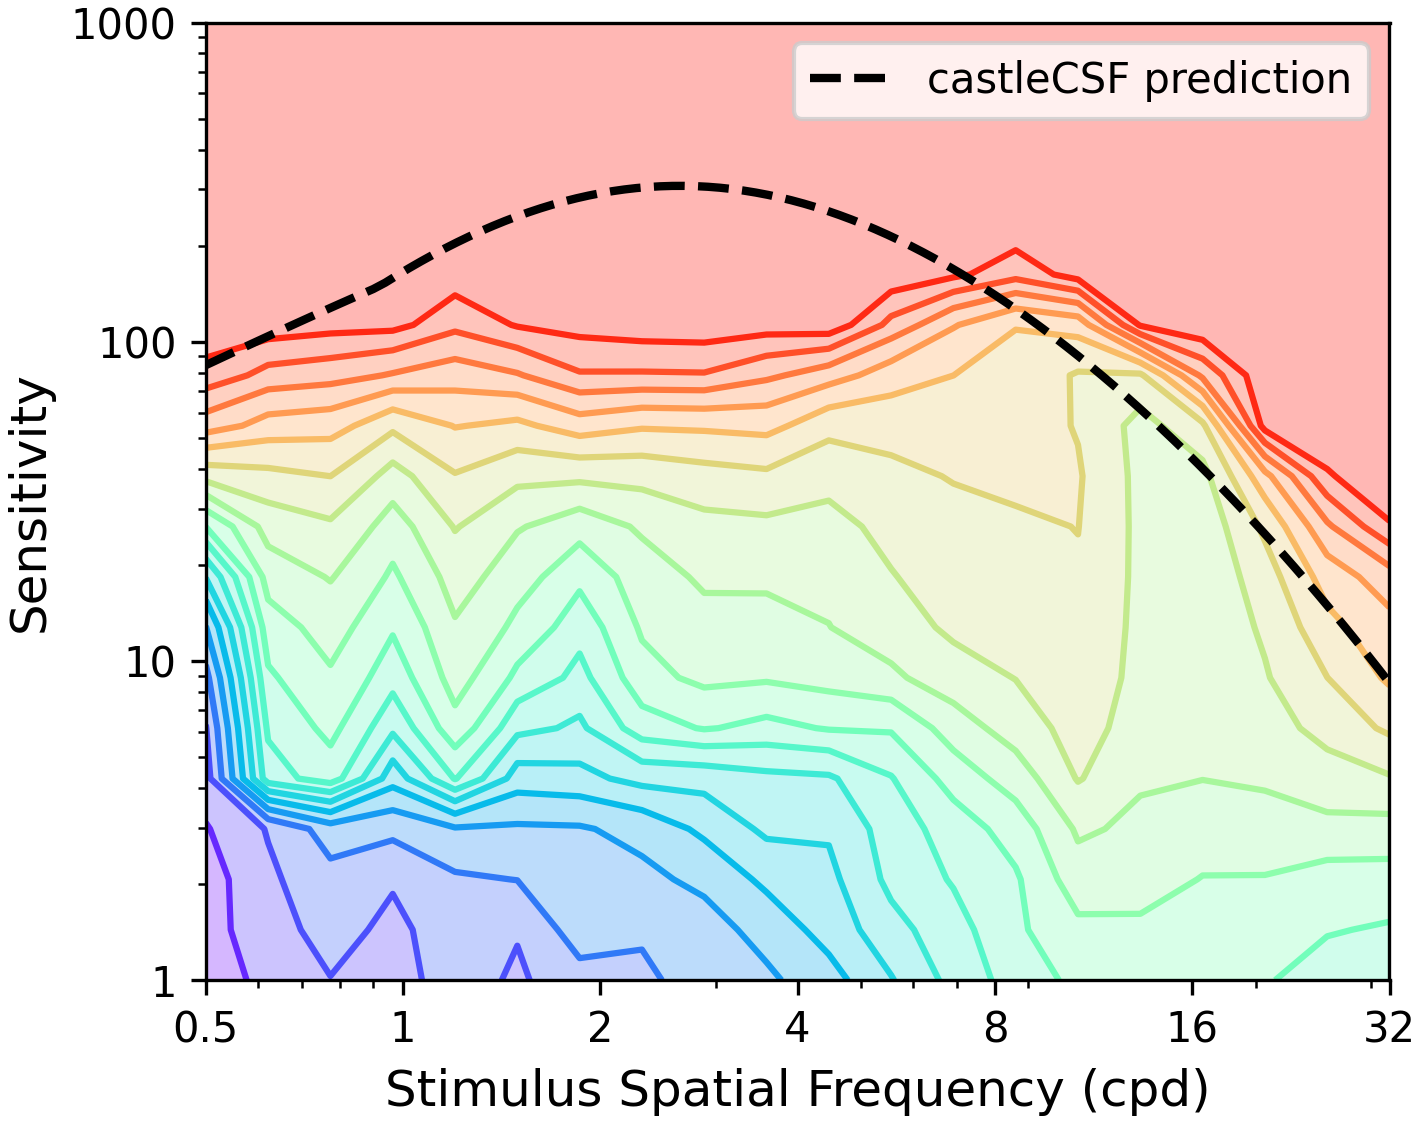 1000
100
10
1
Sensitivity
castleCSF prediction
0.5 1 2 4 8 16 32
Stimulus Spatial Frequency (cpd)